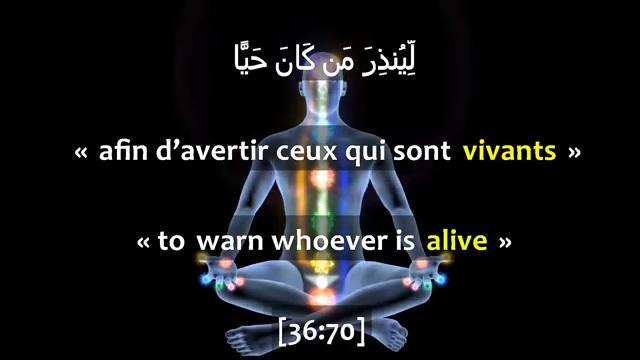 لِّيُنذِرَ مَن كَانَ حَيًّا
« afin d’avertir ceux qui sont vivants »
« to warn whoever is alive »
[36:70]